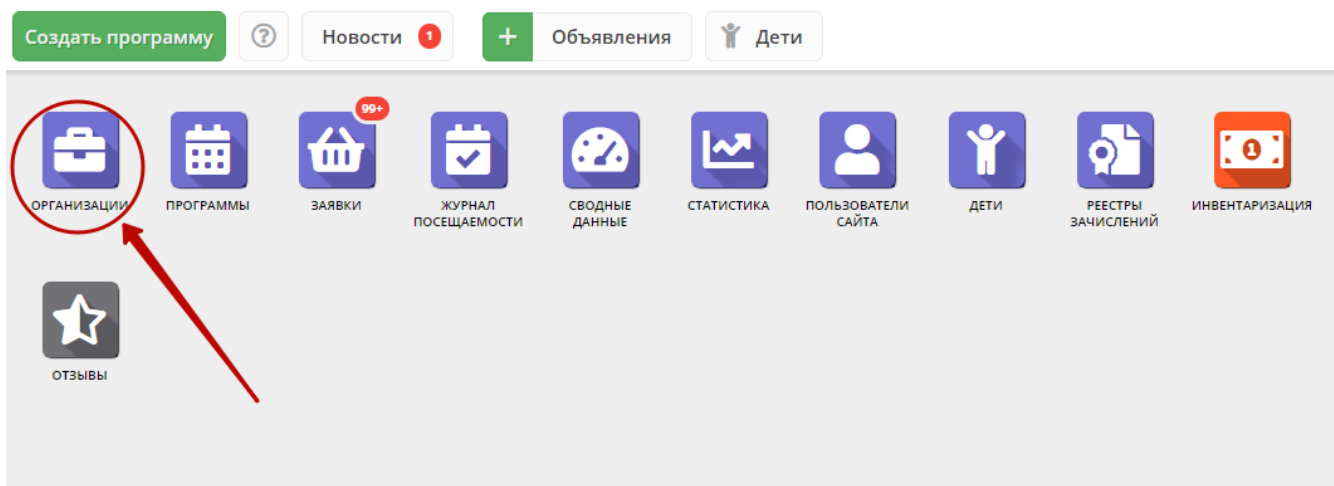 Создать программу
?
Новости 1
+ Объявления
Дети
99+
ОРГАНИЗАЦИИ
ПРОГРАММЫ
ЗАЯВКИ
ЖУРНАЛ
ПОСЕЩАЕМОСТИ
СВОДНЫЕ
ДАННЫЕ
СТАТИСТИКА
ПОЛЬЗОВАТЕЛИ
САЙТА
ДЕТИ
РЕЕСТРЫ
ЗАЧИСЛЕНИЙ
1
ИНВЕНТАРИЗАЦИЯ
ОТЗЫВЫ